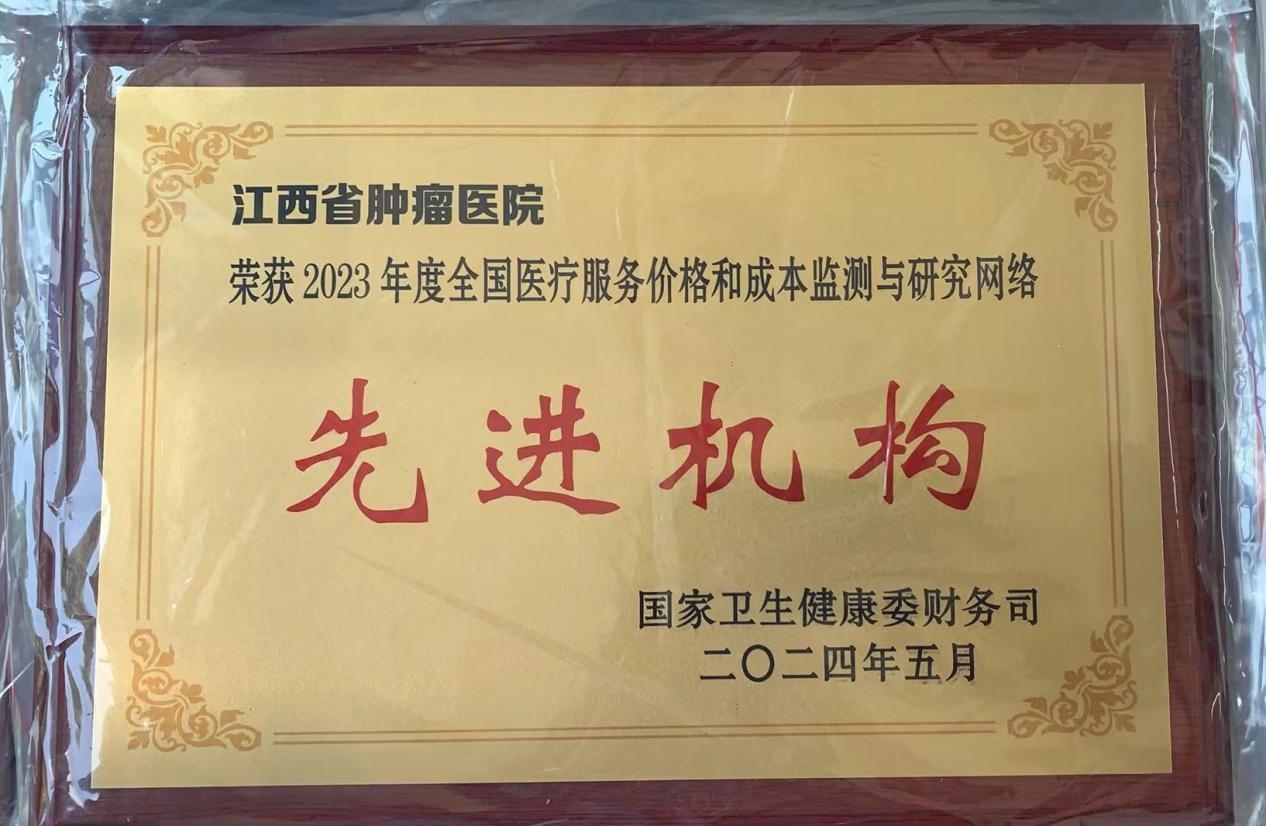 江西省肿瘤医院
荣获2023年度全国医疗服务价格和成本监测与研究网络
先进机构
国家卫生健康委财务司
二〇二四年五月